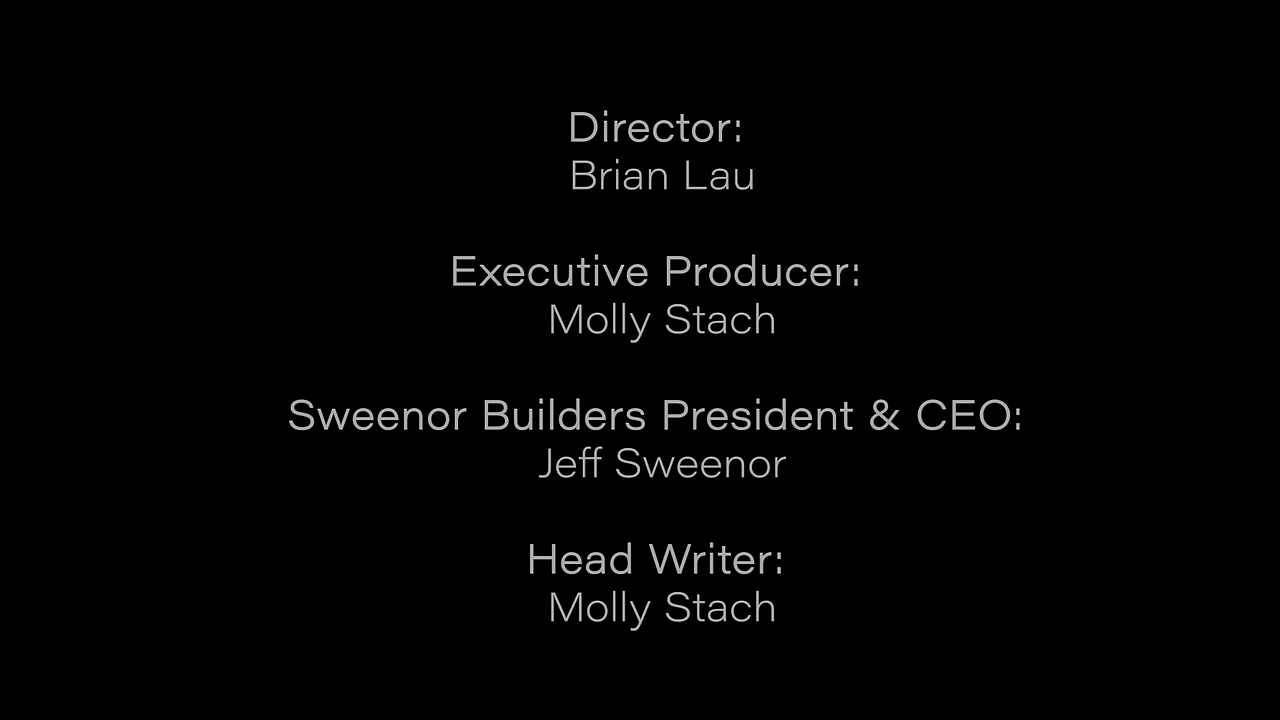 Director:
Brian Lau
Executive Producer:
Molly Stach
Sweenor Builders President & CEO:
Jeff Sweenor
Head Writer:
Molly Stach